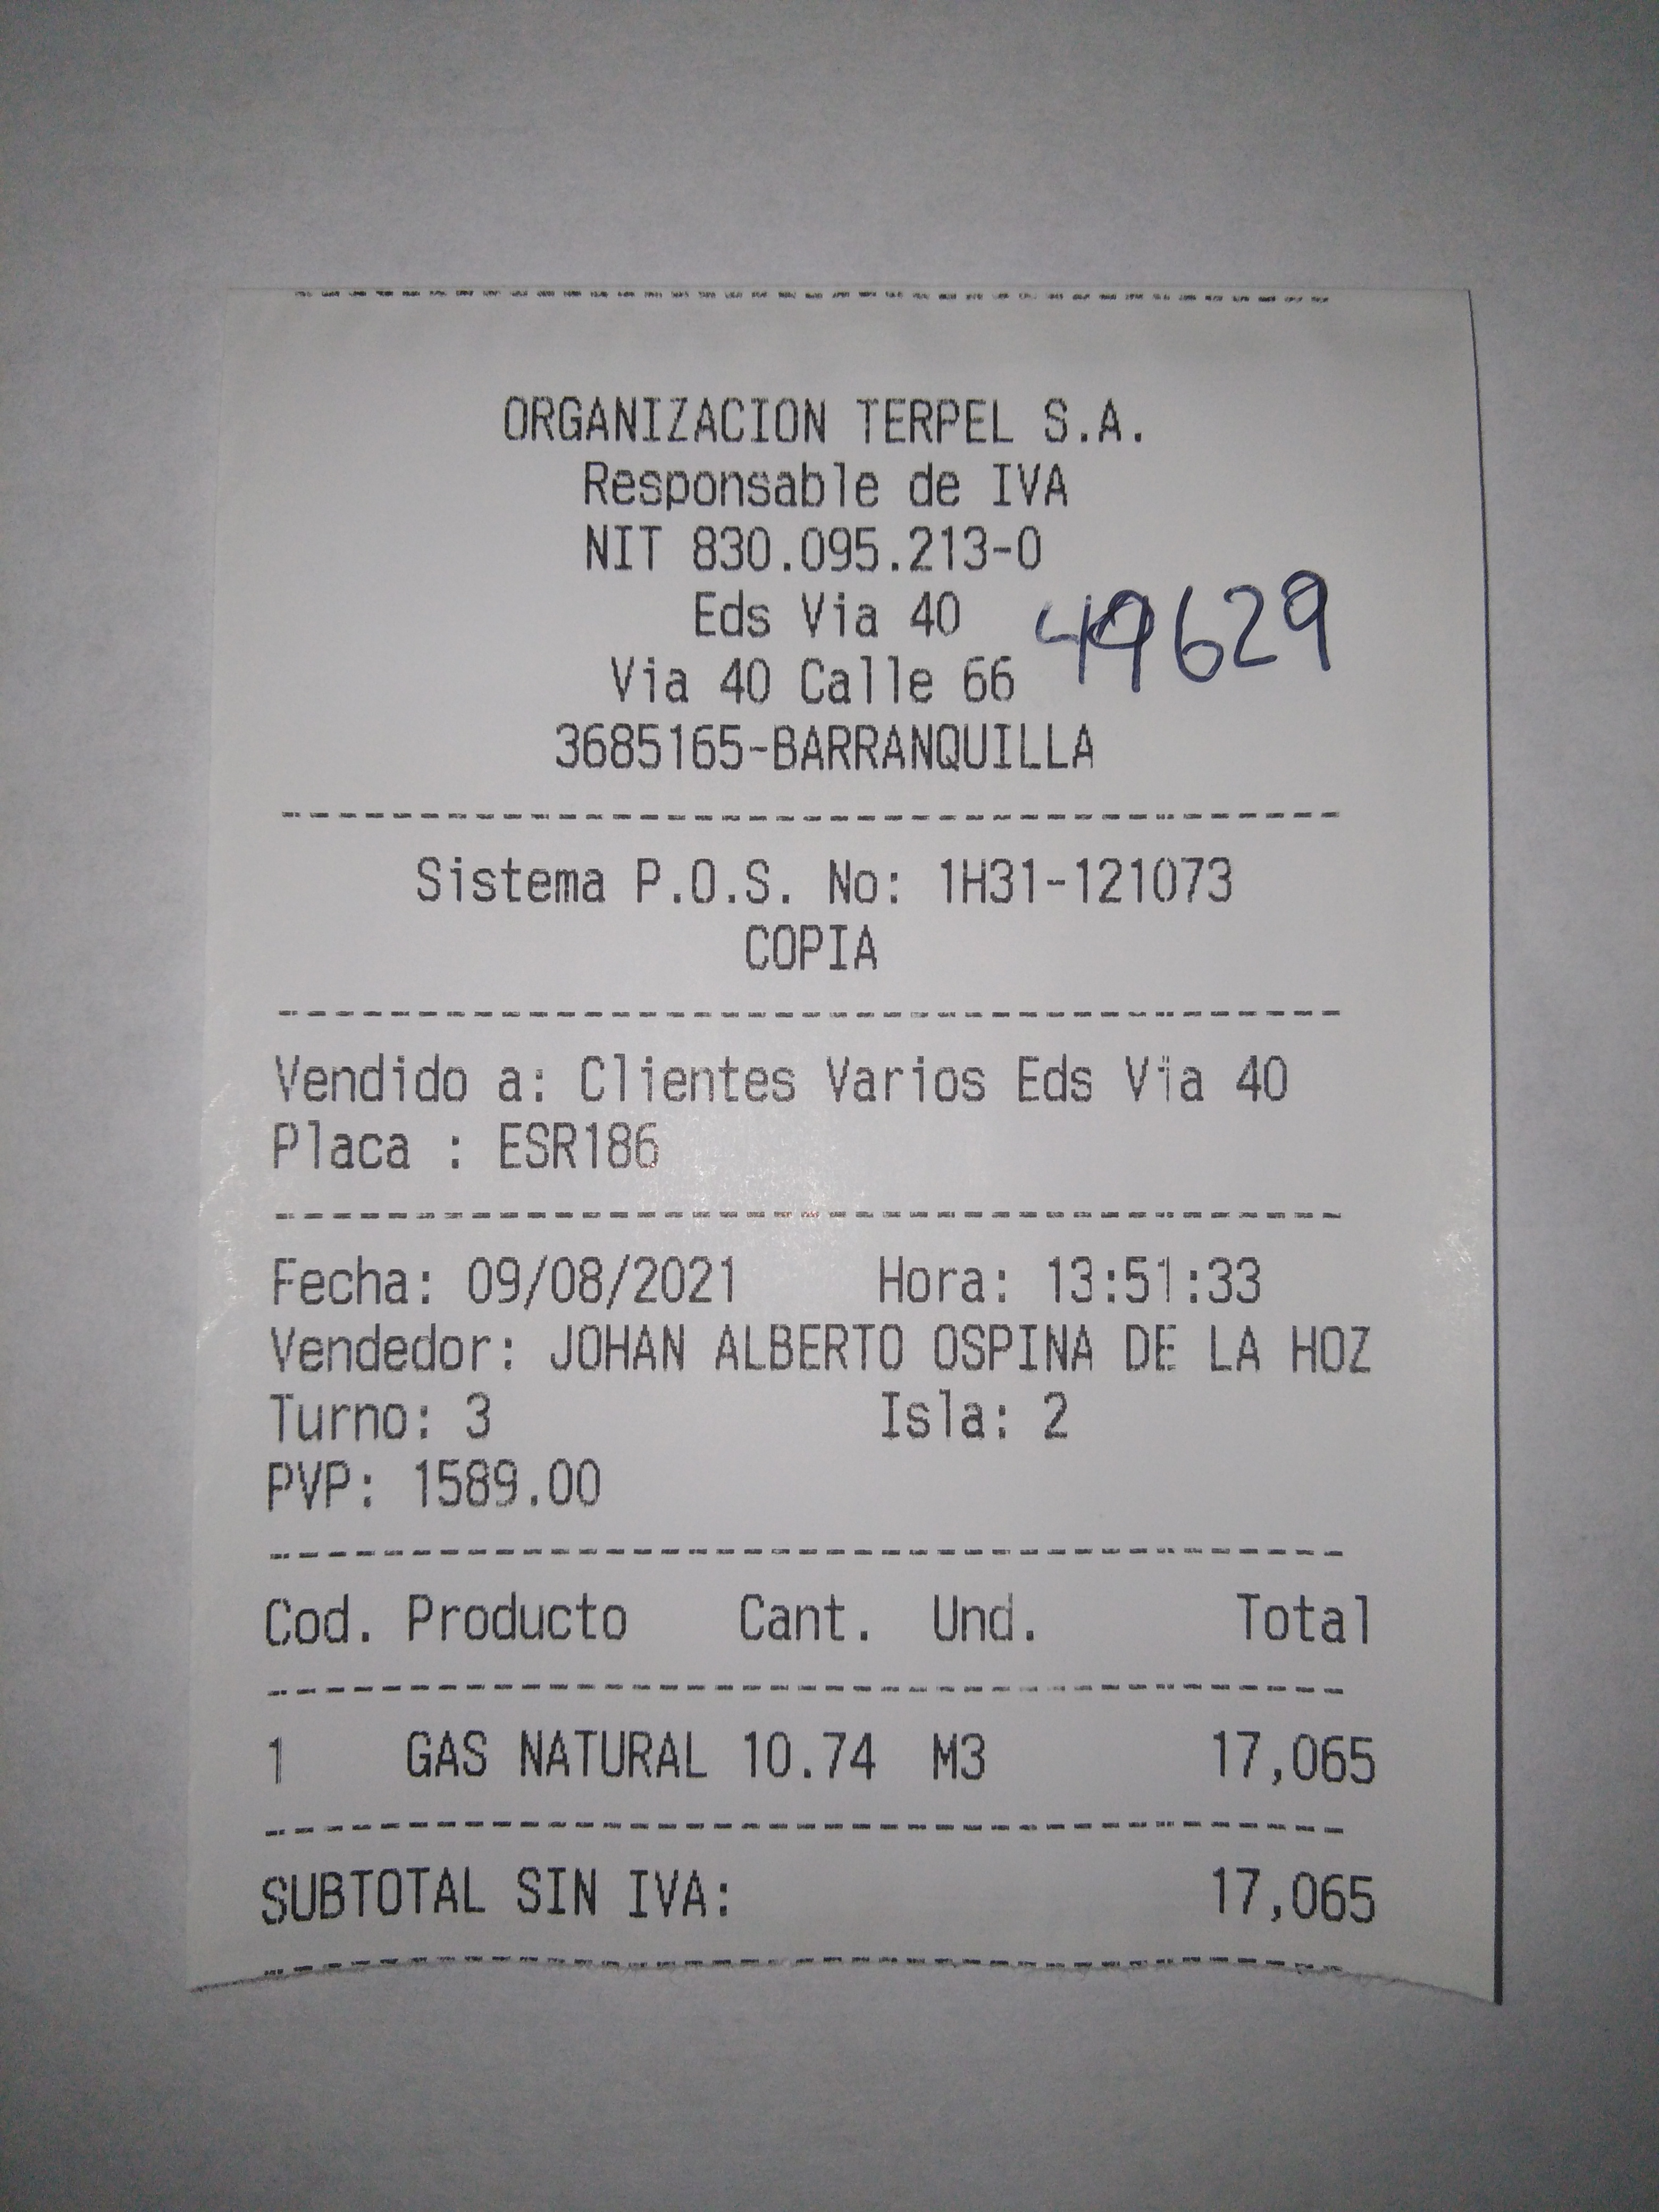 ORGANIZACION TERPEL S.A.
Responsable de IVA
NIT 830.095.213-0
Eds Via 40
49629
Via 40 Calle 66
3685165-BARRANQUILLA
Sistema P.O.S. No: 1H31-121073
COPIA
Vendido a: Clientes Varios Eds Via 40
Placa : ESR186
Fecha: 09/08/2021 Hora: 13:51:33
Vendedor: JOHAN ALBERTO OSPINA DE LA HOZ
Turno: 3 Isla: 2
PVP: 1589.00
Cod. Producto Cant. Und. Total
1 GAS NATURAL 10.74 M3 17,065
SUBTOTAL SIN IVA: 17,065